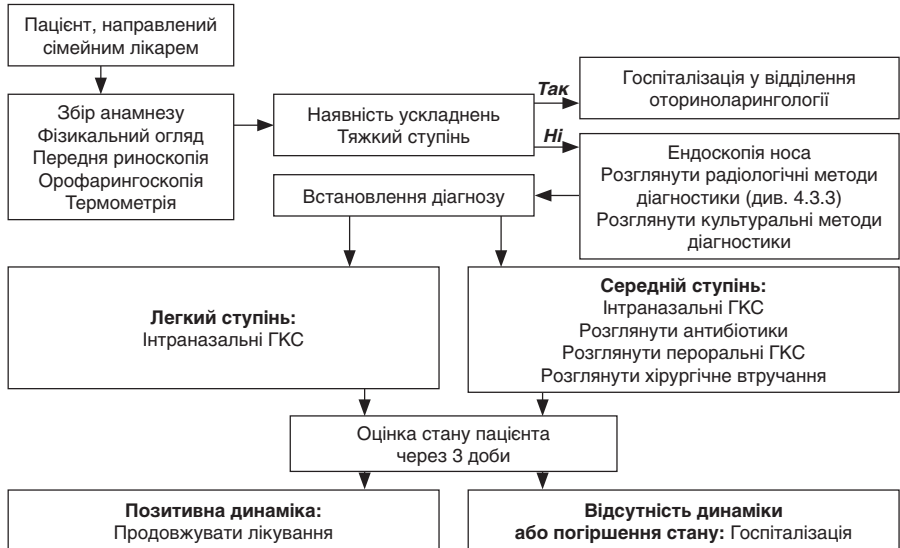 Пацієнт, направлений
сімейним лікарем
Збір анамнезу
Фізикальний огляд
Передня риноскопія
Орофарингоскопія
Термометрія
Наявність ускладнень
Тяжкий ступінь
Так
Ні
Госпіталізація у відділення
оториноларингології
Ендоскопія носа
Розглянути радіологічні методи
діагностики (див. 4.3.3)
Розглянути культуральні методи
діагностики
Встановлення діагнозу
Легкий ступінь:
Інтраназальні ГКС
Середній ступінь:
Інтраназальні ГКС
Розглянути антибіотики
Розглянути пероральні ГКС
Розглянути хірургічне втручання
Оцінка стану пацієнта
через 3 доби
Позитивна динаміка:
Продовжувати лікування
Відсутність динаміки
або погіршення стану: Госпіталізація